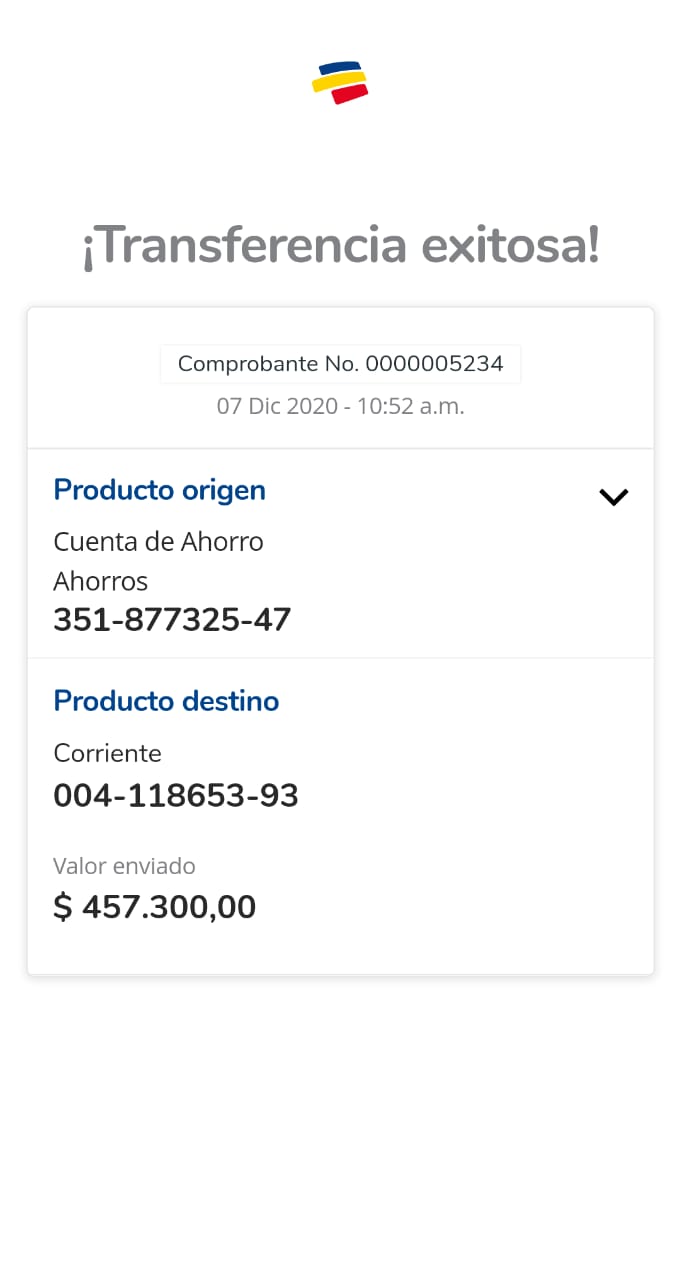 ¡Transferencia exitosa!
Comprobante No. 0000005234
07 Dic 2020 - 10:52 a.m.
Producto origen
Cuenta de Ahorro
Ahorros
351-877325-47
Producto destino
Corriente
004-118653-93
Valor enviado
$ 457.300,00